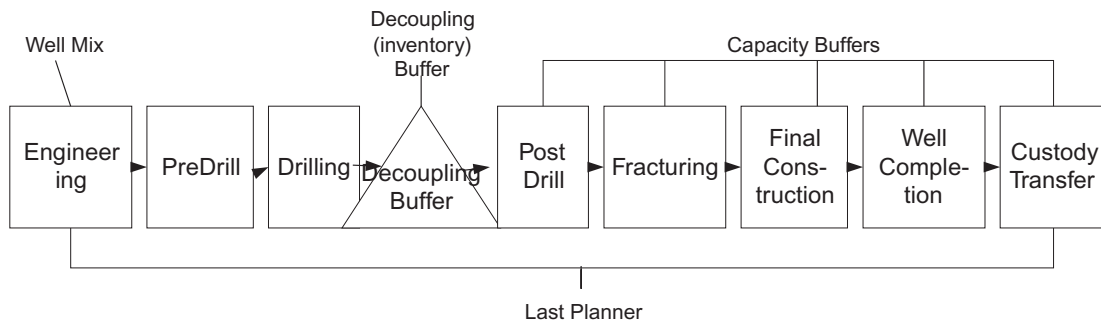 Decoupling
(inventory)
Buffer
Well Mix
Capacity Buffers
Engineer
ing
PreDrill
Drilling
Decoupling
Buffer
Post
Drill
Fracturing
Final
Cons-
truction
Well
Comple-
tion
Custody
Transfer
Last Planner